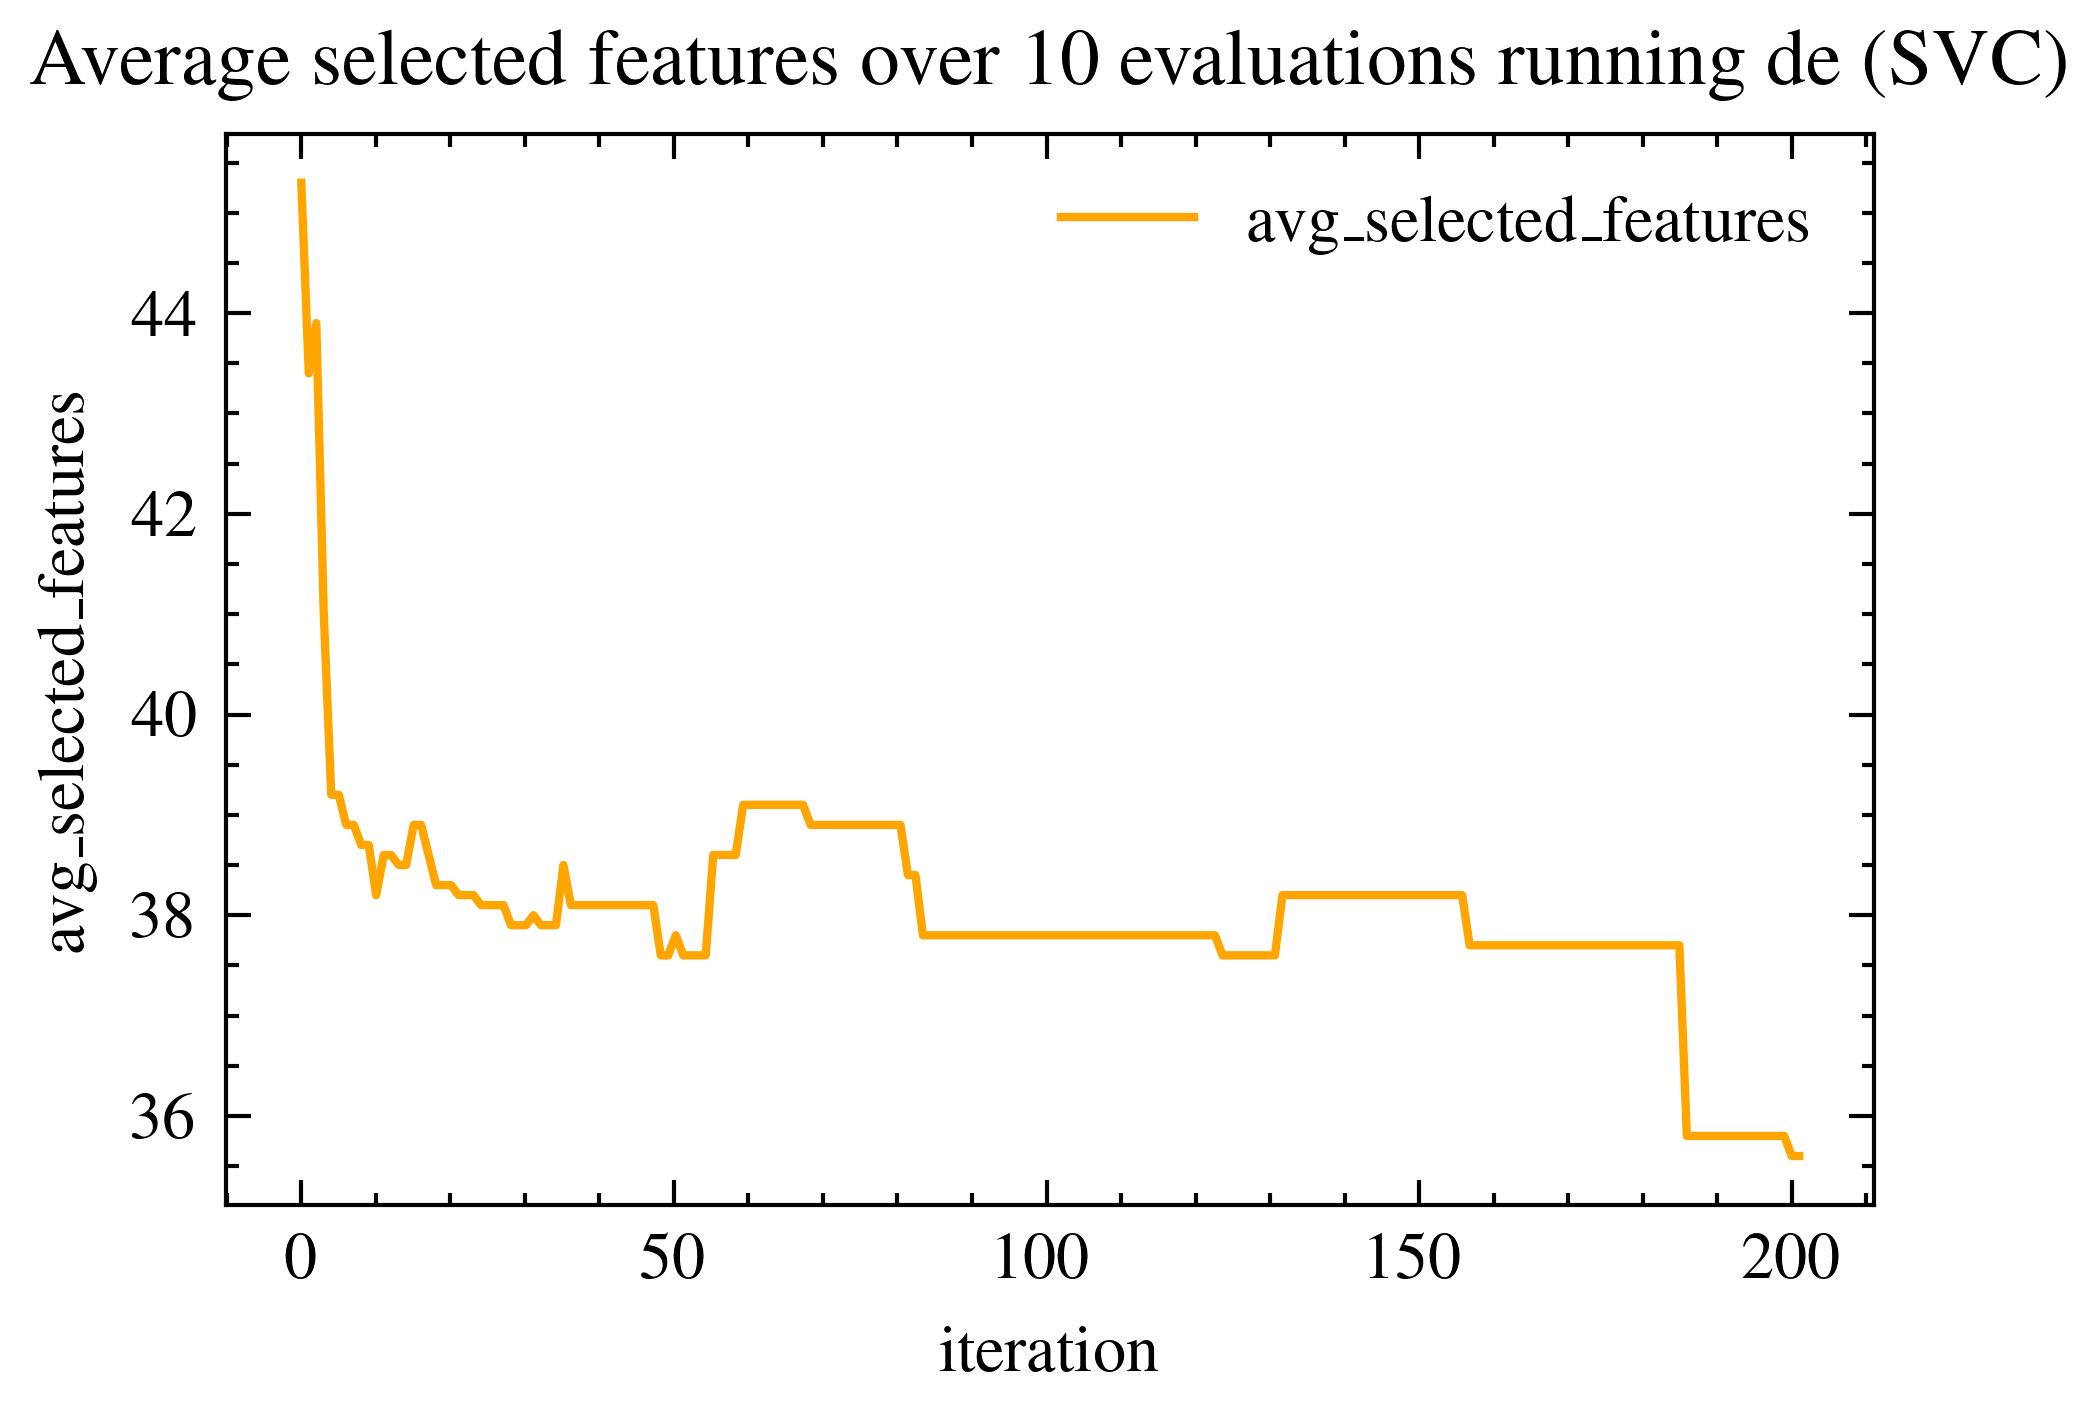 Average selected features over 10 evaluations running de (SVC)
avg_selected_features
avg_selected_features
44
42
40
38
36
0 50 100 150 200
iteration